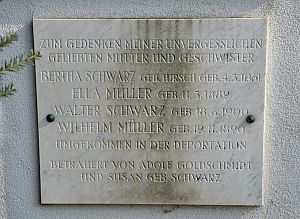 ZUM GEDENKEN MEINER UNVERGESSLICHEN
GELIEBTEN MUTTER UND GESCHWISTER
BERTHA SCHWARZ GEB. HIRSCH GEB. 4.3.1861
ELLA MÜLLER GEB. 11.3.1889
WALTER SCHWARZ GEB. 18.6.1900
WILHELM MÜLLER GEB. 19.11.1890
UMGEKOMMEN IN DER DEPORTATION
BETRAUERT VON ADOLF GOLDSCHMIDT
UND SUSAN GEB. SCHWARZ